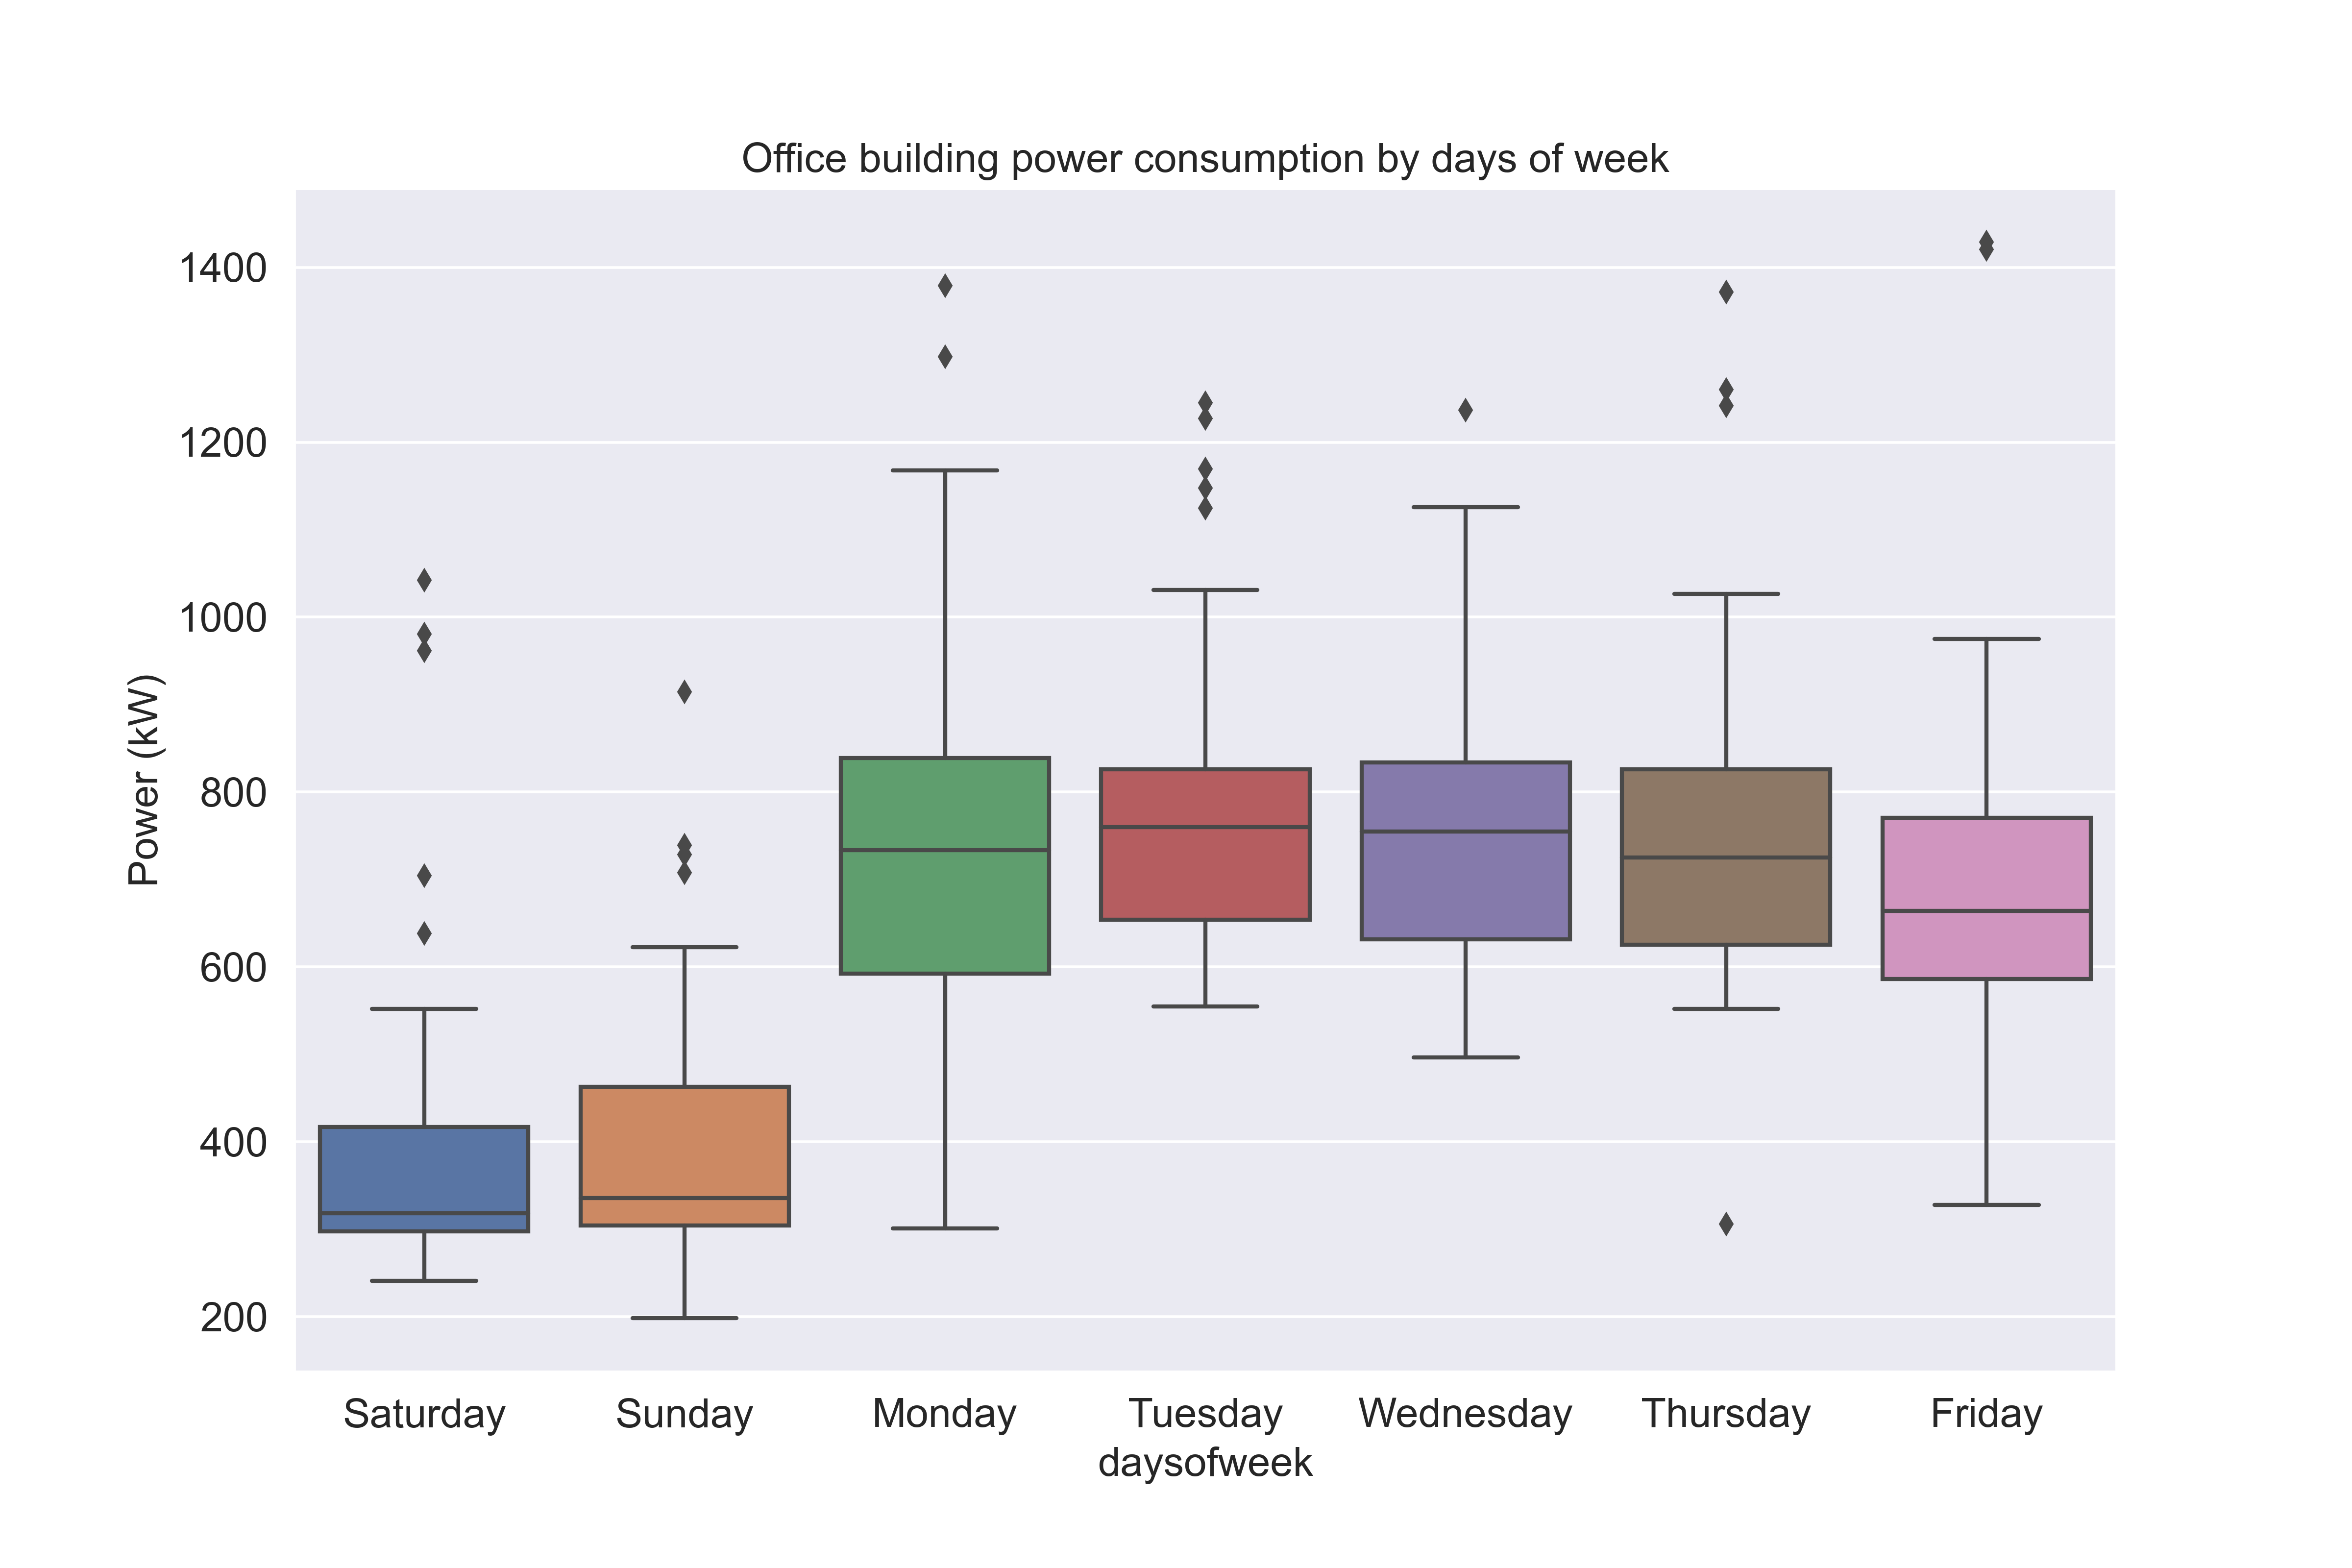 Office building power consumption by days of week
1400
1200
1000
800
600
400
200
Power (kW)
Saturday Sunday Monday Tuesday Wednesday Thursday Friday
daysofweek